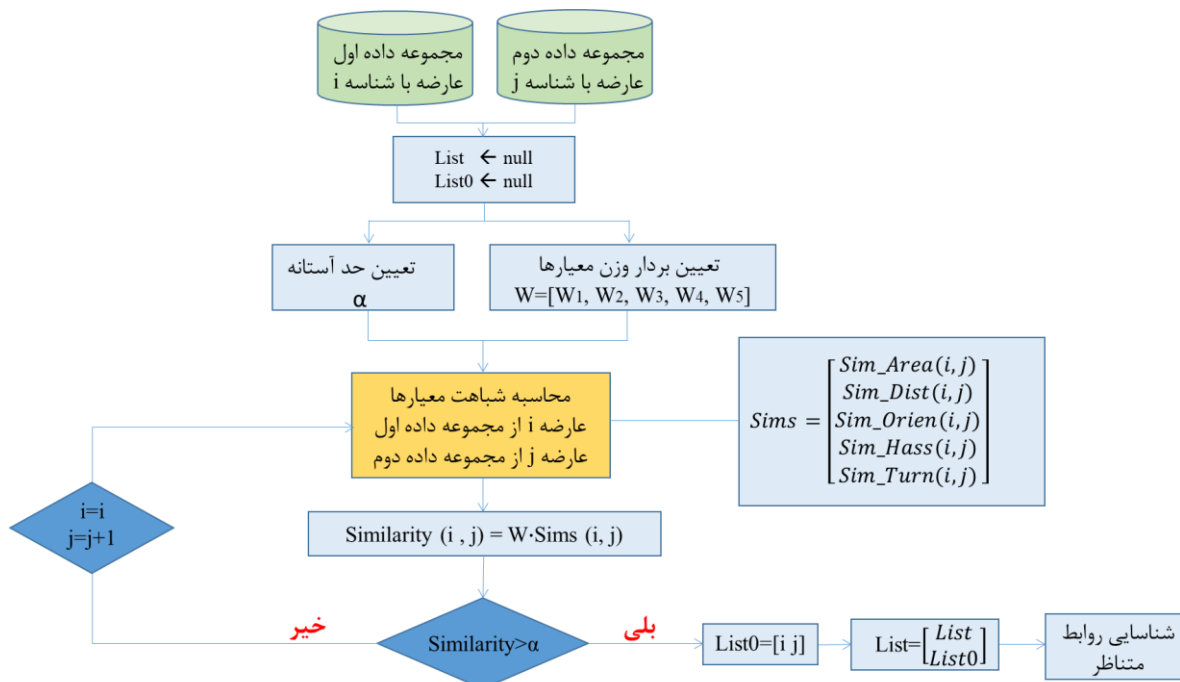 مجموعه داده اول
عارضه با شناسه i
مجموعه داده دوم
عارضه با شناسه j
List ← null
List0 ← null
تعیین حد آستانه
α
تعیین بردار وزن معیارها
W=[W1, W2, W3, W4, W5]
محاسبه شباهت معیارها
عارضه i از مجموعه داده اول
عارضه j از مجموعه داده دوم
Sims = [Sim_Area(i,j)
Sim_Dist(i,j)
Sim_Orien(i,j)
Sim_Hass(i,j)
Sim_Turn(i,j)]
i=i
j=j+1
Similarity (i , j) = W·Sims (i, j)
خیر
Similarity>α
بلی
List0=[i j]
List=[List
List0]
شناسایی روابط
متناظر